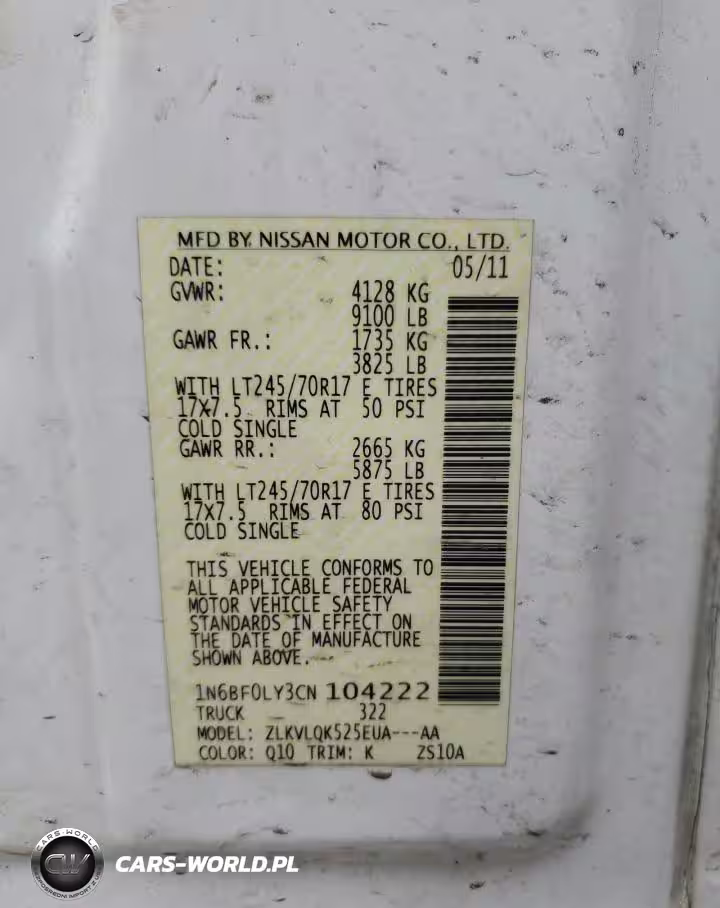 MFD BY NISSAN MOTOR CO., LTD.
DATE: 05/11
GVWR: 4128 KG
9100 LB
GAWR FR.: 1735 KG
3825 LB
WITH LT245/70R17 E TIRES
17X7.5 RIMS AT 50 PSI
COLD SINGLE
GAWR RR.: 2665 KG
5875 LB
WITH LT245/70R17 E TIRES
17X7.5 RIMS AT 80 PSI
COLD SINGLE
THIS VEHICLE CONFORMS TO
ALL APPLICABLE FEDERAL
MOTOR VEHICLE SAFETY
STANDARDS IN EFFECT ON
THE DATE OF MANUFACTURE
SHOWN ABOVE.
1N6BF0LY3CN 104222
TRUCK 322
MODEL: ZLKVLQK525EUA---AA
COLOR: Q10 TRIM: K ZS10A
CARS-WORLD
CARS-WORLD.PL